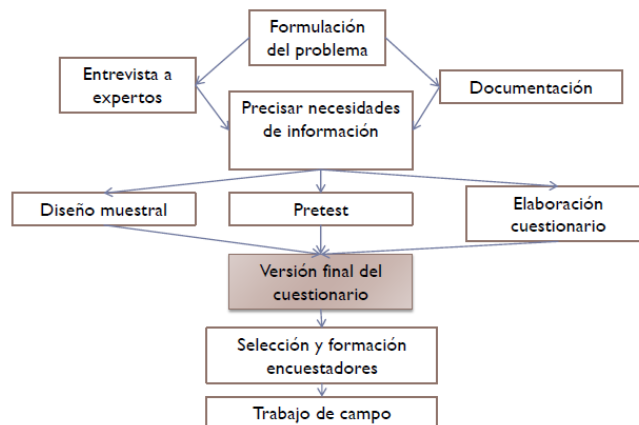 Formulación
del problema
Entrevista a
expertos
Documentación
Precisar necesidades
de información
Diseño muestral
Pretest
Elaboración
cuestionario
Versión final del
cuestionario
Selección y formación
encuestadores
Trabajo de campo